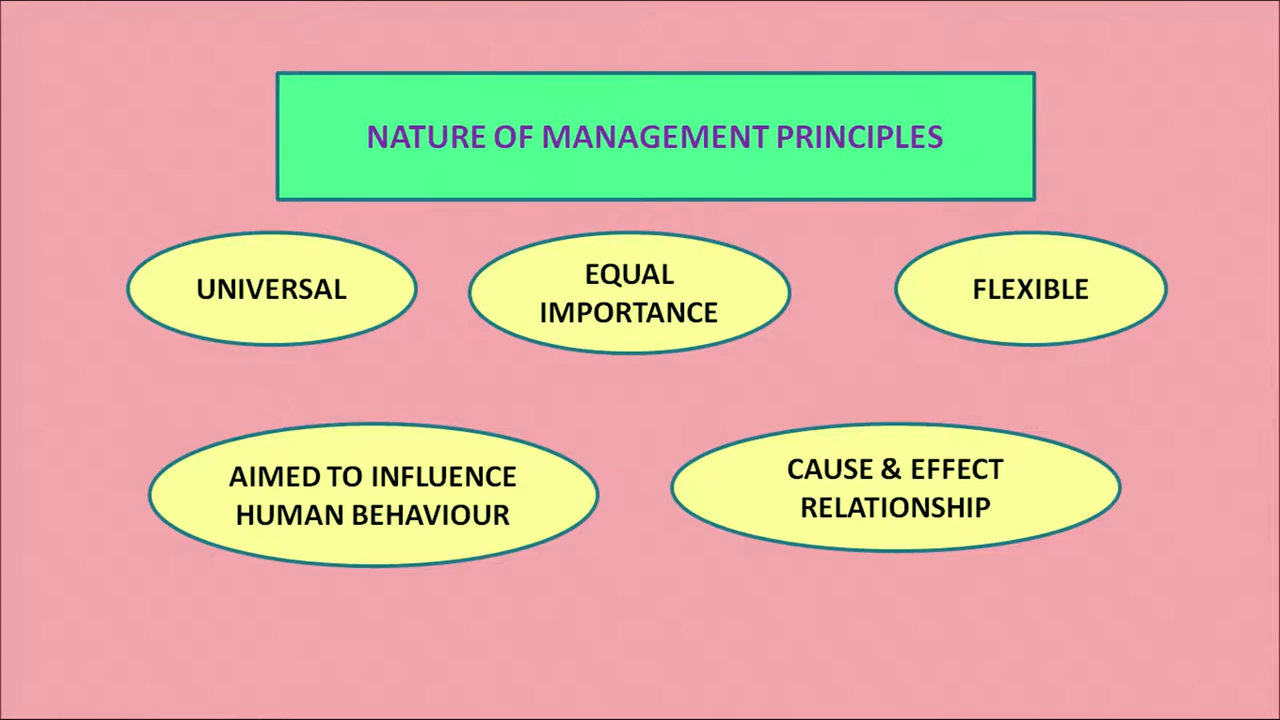 NATURE OF MANAGEMENT PRINCIPLES
UNIVERSAL
EQUAL
IMPORTANCE
FLEXIBLE
AIMED TO INFLUENCE
HUMAN BEHAVIOUR
CAUSE & EFFECT
RELATIONSHIP